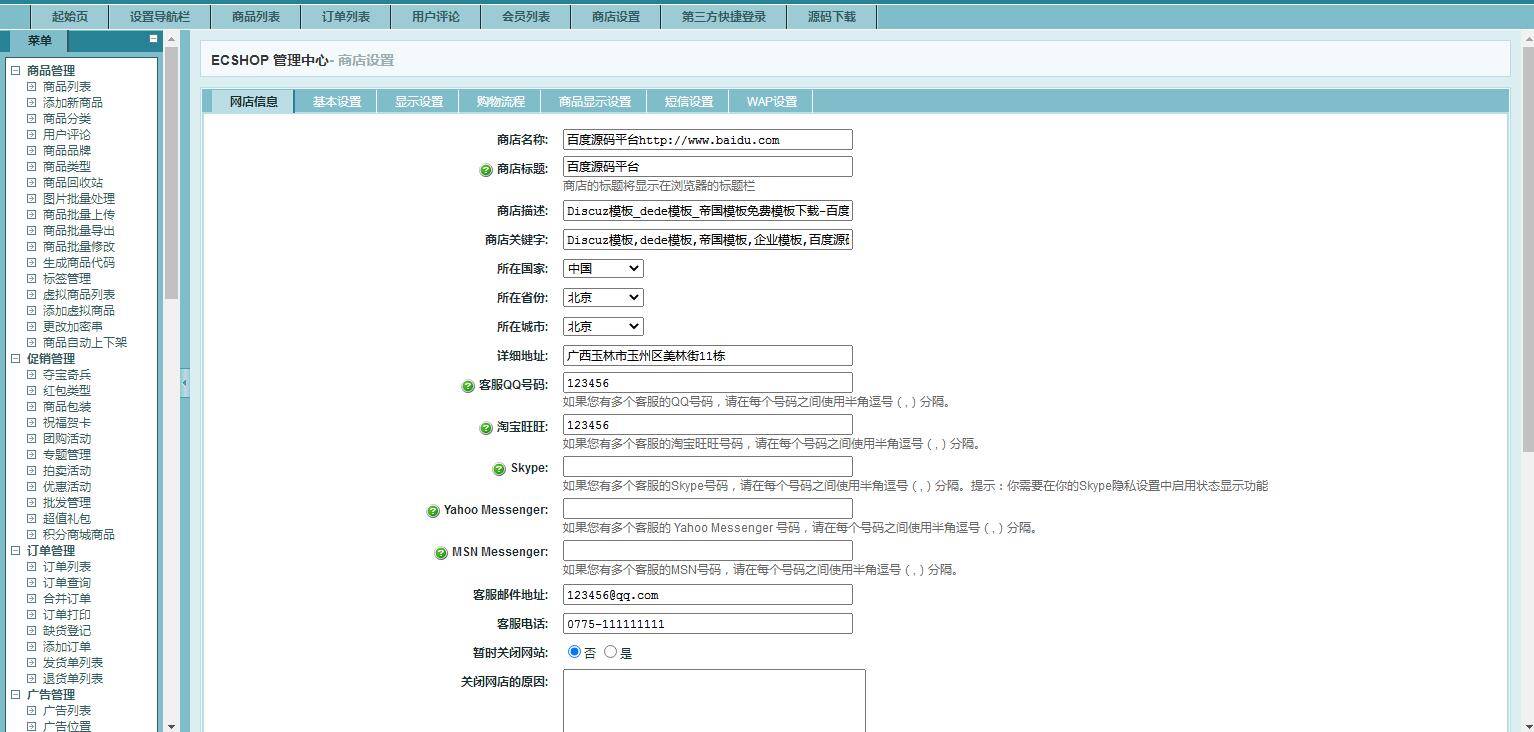 起始页 设置导航栏 商品列表 订单列表 用户评论 会员列表 商店设置 第三方快捷登录 源码下载
菜单
商品管理
商品列表
添加新商品
商品分类
用户评论
商品品牌
商品类型
商品回收站
图片批量处理
商品批量上传
商品批量导出
商品批量修改
生成商品代码
标签管理
虚拟商品列表
添加虚拟商品
更改加密串
商品自动上下架
促销管理
夺宝奇兵
红包类型
商品包装
祝福贺卡
团购活动
专题管理
拍卖活动
优惠活动
批发管理
超值礼包
积分商城商品
订单管理
订单列表
订单查询
合并订单
订单打印
缺货登记
添加订单
发货单列表
退货单列表
广告管理
广告列表
广告位置
ECSHOP 管理中心- 商店设置
网店信息 基本设置 显示设置 购物流程 商品显示设置 短信设置 WAP设置
商店名称: 百度源码平台http://www.baidu.com
商店标题: 百度源码平台
商店的标题将显示在浏览器的标题栏
商店描述: Discuz模板_dede模板_帝国模板免费模板下载-百度
商店关键字: Discuz模板,dede模板,帝国模板,企业模板,百度源码
所在国家: 中国
所在省份: 北京
所在城市: 北京
详细地址: 广西玉林市玉州区美林街11栋
客服QQ号码: 123456
如果您有多个客服的QQ号码，请在每个号码之间使用半角逗号（,）分隔。
淘宝旺旺: 123456
如果您有多个客服的淘宝旺旺号码，请在每个号码之间使用半角逗号（,）分隔。
Skype:
如果您有多个客服的Skype号码，请在每个号码之间使用半角逗号（,）分隔。提示：你需要在你的Skype隐私设置中启用状态显示功能
Yahoo Messenger:
如果您有多个客服的 Yahoo Messenger 号码，请在每个号码之间使用半角逗号（,）分隔。
MSN Messenger:
如果您有多个客服的MSN号码，请在每个号码之间使用半角逗号（,）分隔。
客服邮件地址: 123456@qq.com
客服电话: 0775-111111111
暂时关闭网站: 否 是
关闭网店的原因: